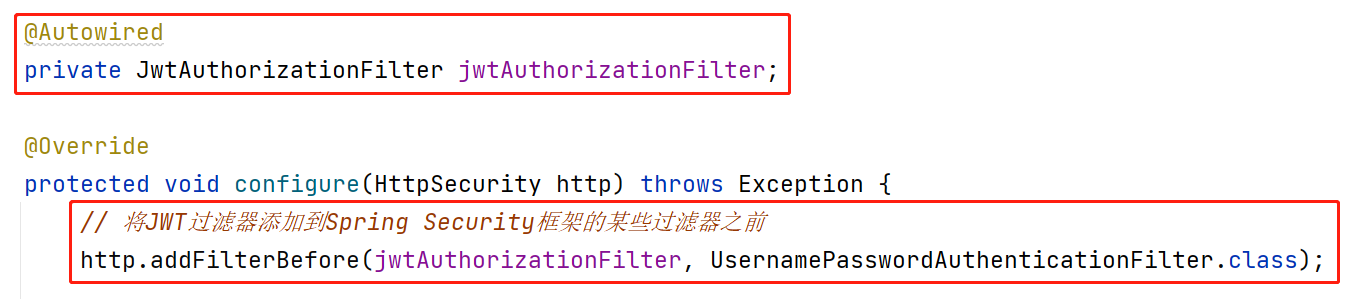 @Autowired
private JwtAuthorizationFilter jwtAuthorizationFilter;
@Override
protected void configure(HttpSecurity http) throws Exception {
// 将JWT过滤器添加到Spring Security框架的某些过滤器之前
http.addFilterBefore(jwtAuthorizationFilter, UsernamePasswordAuthenticationFilter.class);